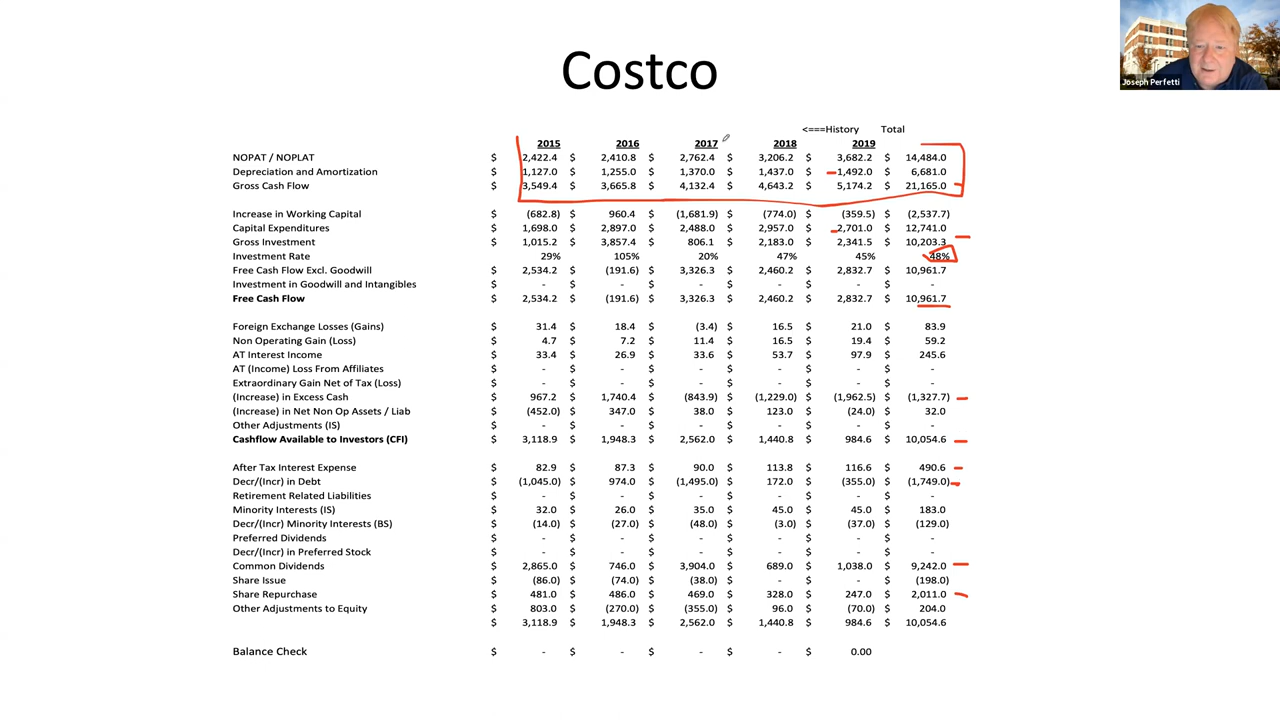 Costco
Joseph Perfetti
<===History Total
2015 2016 2017 2018 2019
NOPAT / NOPLAT $ 2,422.4 $ 2,410.8 $ 2,762.4 $ 3,206.2 $ 3,682.2 $ 14,484.0
Depreciation and Amortization $ 1,127.0 $ 1,255.0 $ 1,370.0 $ 1,437.0 $ 1,492.0 $ 6,681.0
Gross Cash Flow $ 3,549.4 $ 3,665.8 $ 4,132.4 $ 4,643.2 $ 5,174.2 $ 21,165.0
Increase in Working Capital $ (682.8) $ 960.4 $ (1,681.9) $ (774.0) $ (359.5) $ (2,537.7)
Capital Expenditures $ 1,698.0 $ 2,897.0 $ 2,488.0 $ 2,957.0 $ 2,701.0 $ 12,741.0
Gross Investment $ 1,015.2 $ 3,857.4 $ 806.1 $ 2,183.0 $ 2,341.5 $ 10,203.3
Investment Rate 29% 105% 20% 47% 45% 48%
Free Cash Flow Excl. Goodwill $ 2,534.2 $ (191.6) $ 3,326.3 $ 2,460.2 $ 2,832.7 $ 10,961.7
Investment in Goodwill and Intangibles $ - $ - $ - $ - $ - $ -
Free Cash Flow $ 2,534.2 $ (191.6) $ 3,326.3 $ 2,460.2 $ 2,832.7 $ 10,961.7
Foreign Exchange Losses (Gains) $ 31.4 $ 18.4 $ (3.4) $ 16.5 $ 21.0 $ 83.9
Non Operating Gain (Loss) $ 4.7 $ 7.2 $ 11.4 $ 16.5 $ 19.4 $ 59.2
AT Interest Income $ 33.4 $ 26.9 $ 33.6 $ 53.7 $ 97.9 $ 245.6
AT (Income) Loss From Affiliates $ - $ - $ - $ - $ - $ -
Extraordinary Gain Net of Tax (Loss) $ - $ - $ - $ - $ - $ -
(Increase) in Excess Cash $ 967.2 $ 1,740.4 $ (843.9) $ (1,229.0) $ (1,962.5) $ (1,327.7)
(Increase) in Net Non Op Assets / Liab $ (452.0) $ 347.0 $ 38.0 $ 123.0 $ (24.0) $ 32.0
Other Adjustments (IS) $ - $ - $ - $ - $ - $ -
Cashflow Available to Investors (CFI) $ 3,118.9 $ 1,948.3 $ 2,562.0 $ 1,440.8 $ 984.6 $ 10,054.6
After Tax Interest Expense $ 82.9 $ 87.3 $ 90.0 $ 113.8 $ 116.6 $ 490.6
Decr/(Incr) in Debt $ (1,045.0) $ 974.0 $ (1,495.0) $ 172.0 $ (355.0) $ (1,749.0)
Retirement Related Liabilities $ - $ - $ - $ - $ - $ -
Minority Interests (IS) $ 32.0 $ 26.0 $ 35.0 $ 45.0 $ 45.0 $ 183.0
Decr/(Incr) Minority Interests (BS) $ (14.0) $ (27.0) $ (48.0) $ (3.0) $ (37.0) $ (129.0)
Preferred Dividends $ - $ - $ - $ - $ - $ -
Decr/(Incr) in Preferred Stock $ - $ - $ - $ - $ - $ -
Common Dividends $ 2,865.0 $ 746.0 $ 3,904.0 $ 689.0 $ 1,038.0 $ 9,242.0
Share Issue $ (86.0) $ (74.0) $ (38.0) $ - $ - $ (198.0)
Share Repurchase $ 481.0 $ 486.0 $ 469.0 $ 328.0 $ 247.0 $ 2,011.0
Other Adjustments to Equity $ 803.0 $ (270.0) $ (355.0) $ 96.0 $ (70.0) $ 204.0
$ 3,118.9 $ 1,948.3 $ 2,562.0 $ 1,440.8 $ 984.6 $ 10,054.6
Balance Check $ - $ - $ - $ - $ 0.00